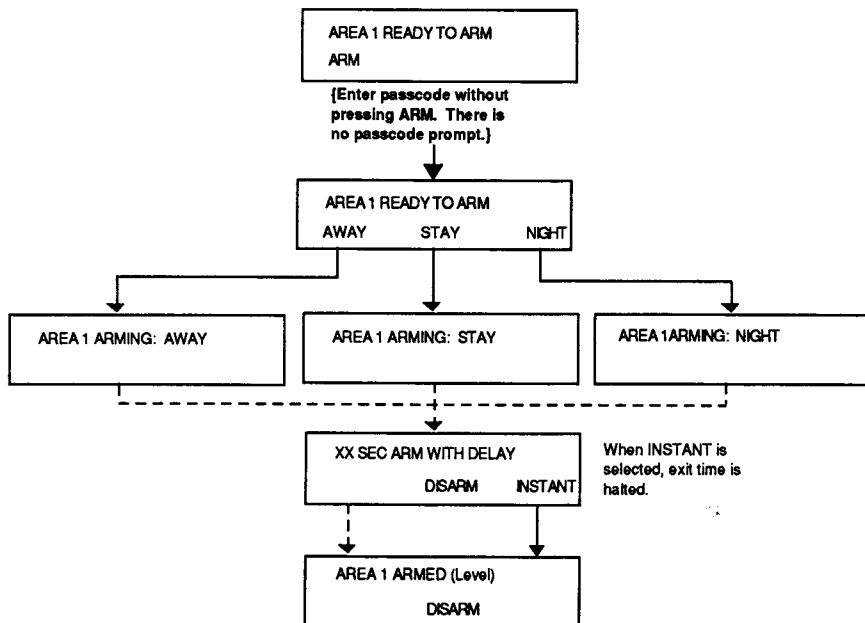 AREA 1 READY TO ARM
ARM
{Enter passcode without
pressing ARM. There is
no passcode prompt.}
AREA 1 READY TO ARM
AWAY STAY NIGHT
AREA 1 ARMING: AWAY
AREA 1 ARMING: STAY
AREA 1ARMING: NIGHT
XX SEC ARM WITH DELAY
DISARM INSTANT
When INSTANT is
selected, exit time is
halted.
AREA 1 ARMED (Level)
DISARM